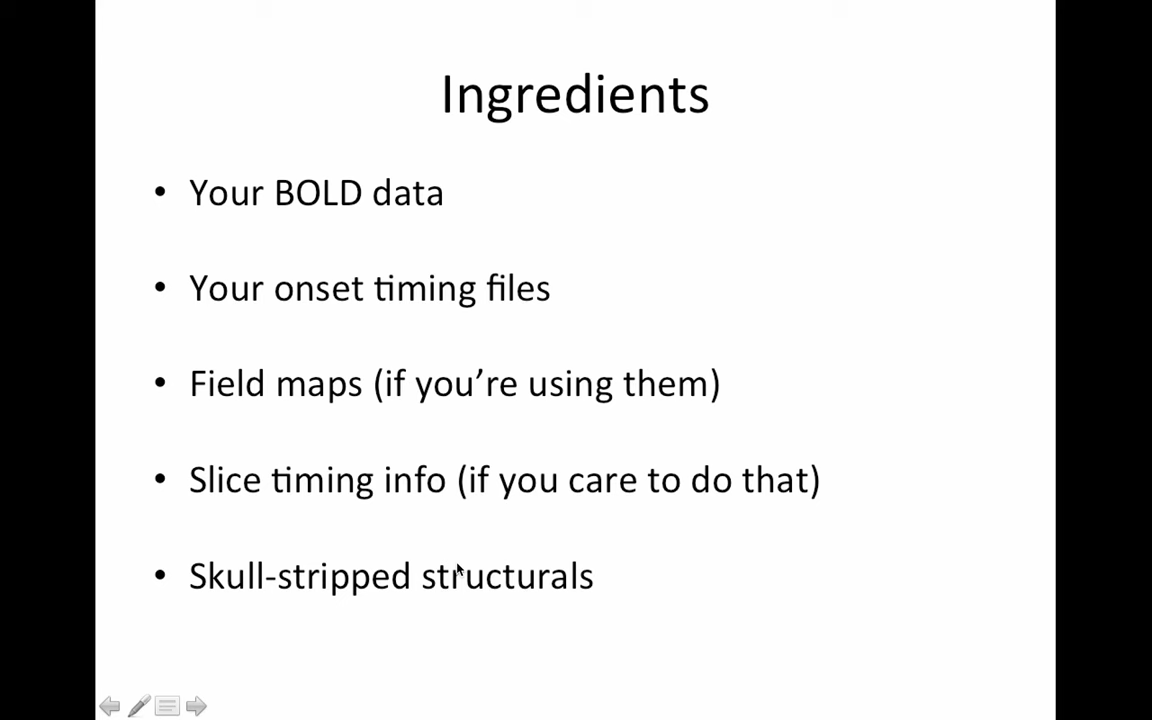 Ingredients
• Your BOLD data
• Your onset timing files
• Field maps (if you’re using them)
• Slice timing info (if you care to do that)
• Skull-stripped structurals